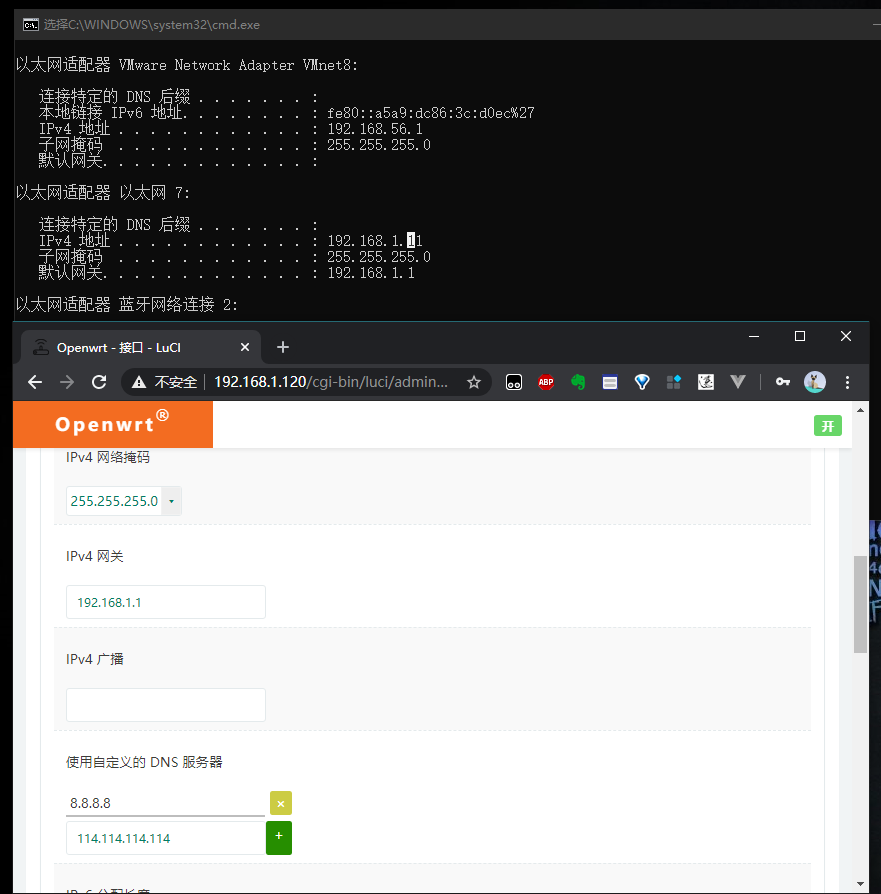 选择C:\WINDOWS\system32\cmd.exe
以太网适配器 VMware Network Adapter VMnet8:
连接特定的 DNS 后缀 . . . . . . . :
本地链接 IPv6 地址. . . . . . . . : fe80::a5a9:dc86:3c:d0ec%27
IPv4 地址 . . . . . . . . . . . . : 192.168.56.1
子网掩码 . . . . . . . . . . . . : 255.255.255.0
默认网关. . . . . . . . . . . . . :
以太网适配器 以太网 7:
连接特定的 DNS 后缀 . . . . . . . :
IPv4 地址 . . . . . . . . . . . . : 192.168.1.11
子网掩码 . . . . . . . . . . . . : 255.255.255.0
默认网关. . . . . . . . . . . . . : 192.168.1.1
以太网适配器 蓝牙网络连接 2:
Openwrt - 接口 - LuCI
不安全 192.168.1.120/cgi-bin/luci/admin...
ABP
Openwrt®
开
IPv4 网络掩码
255.255.255.0
IPv4 网关
192.168.1.1
IPv4 广播
使用自定义的 DNS 服务器
8.8.8.8
×
114.114.114.114
+